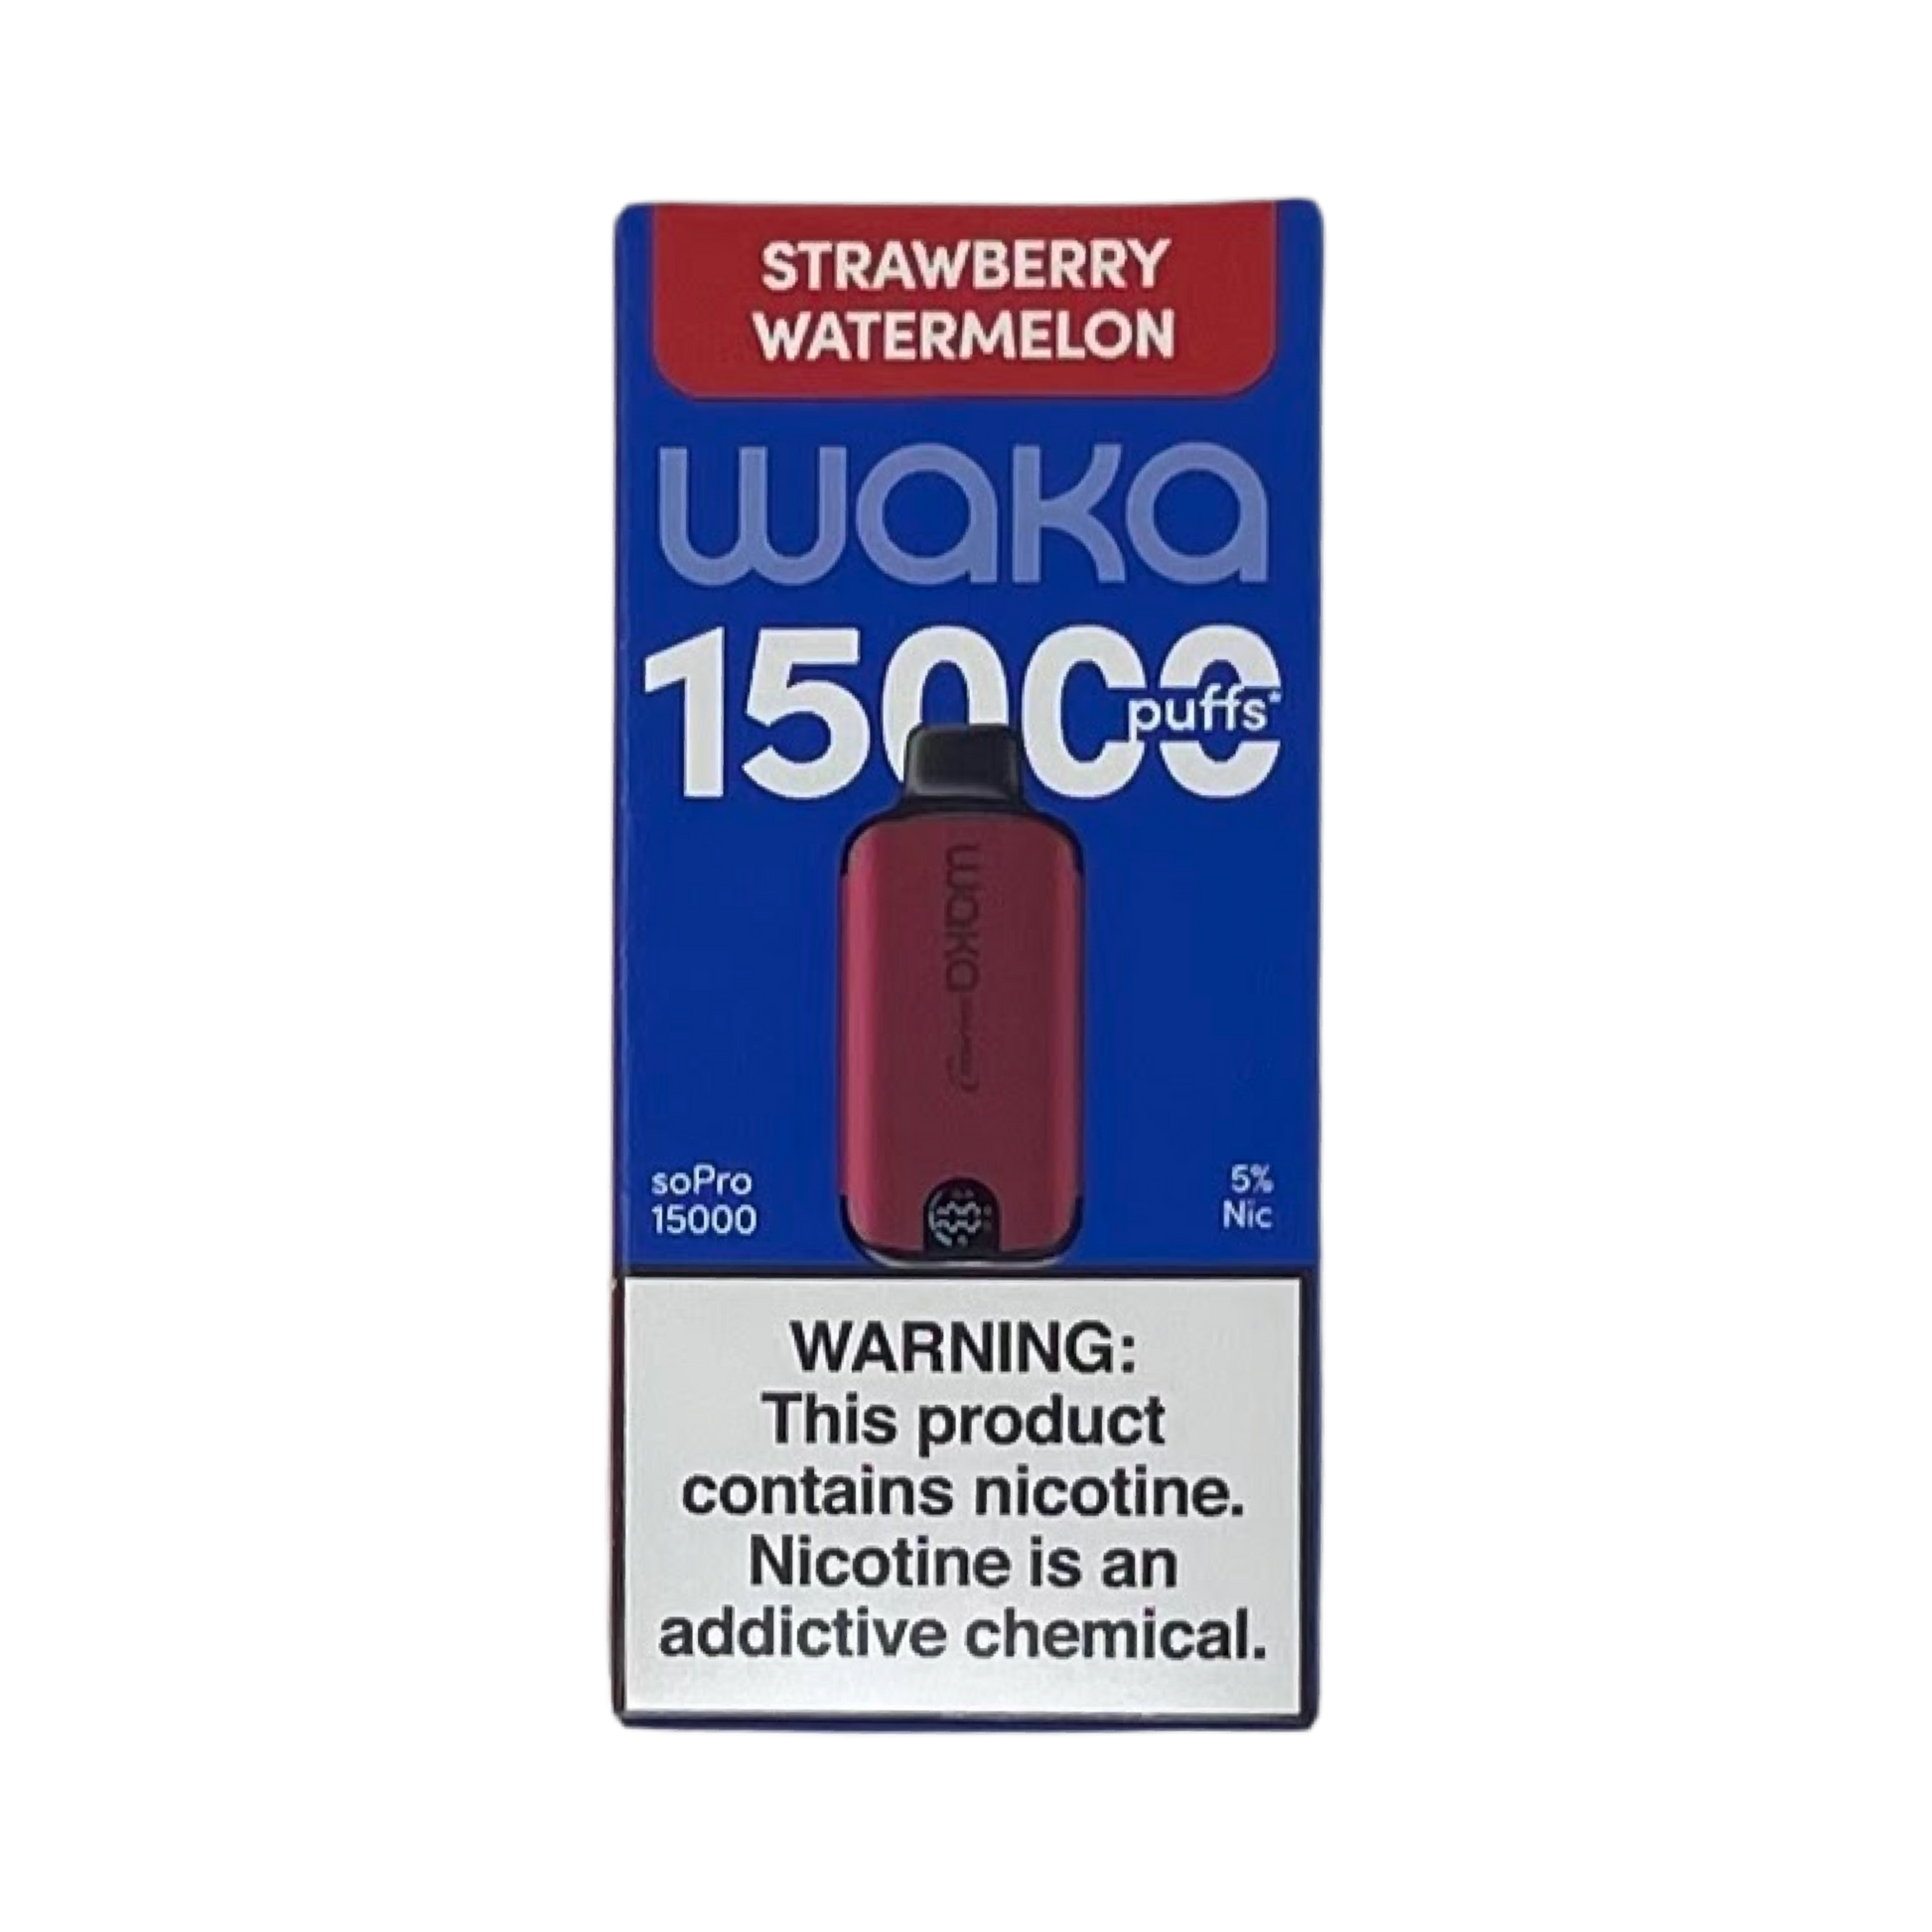 STRAWBERRY
WATERMELON
waka
15000
puffs*
waka
soPro
15000
5%
Nic
WARNING:
This product
contains nicotine.
Nicotine is an
addictive chemical.